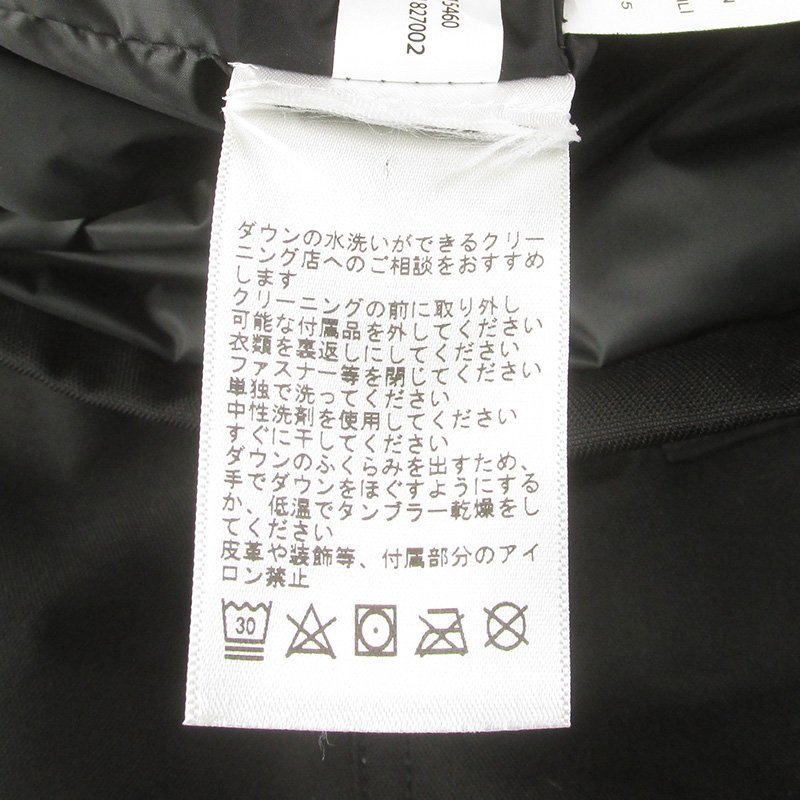 5460
827002
5
ダウンの水洗いができるクリー
ニング店へのご相談をおすすめ
します
クリーニングの前に取り外し
可能な付属品を外してください
衣類を裏返しにしてください
ファスナー等を閉じてください
単独で洗ってください
中性洗剤を使用してください
すぐに干してください
ダウンのふくらみを出すため、
手でダウンをほぐすようにする
か、低温でタンブラー乾燥をし
てください
皮革や装飾等、付属部分のアイ
ロン禁止
30